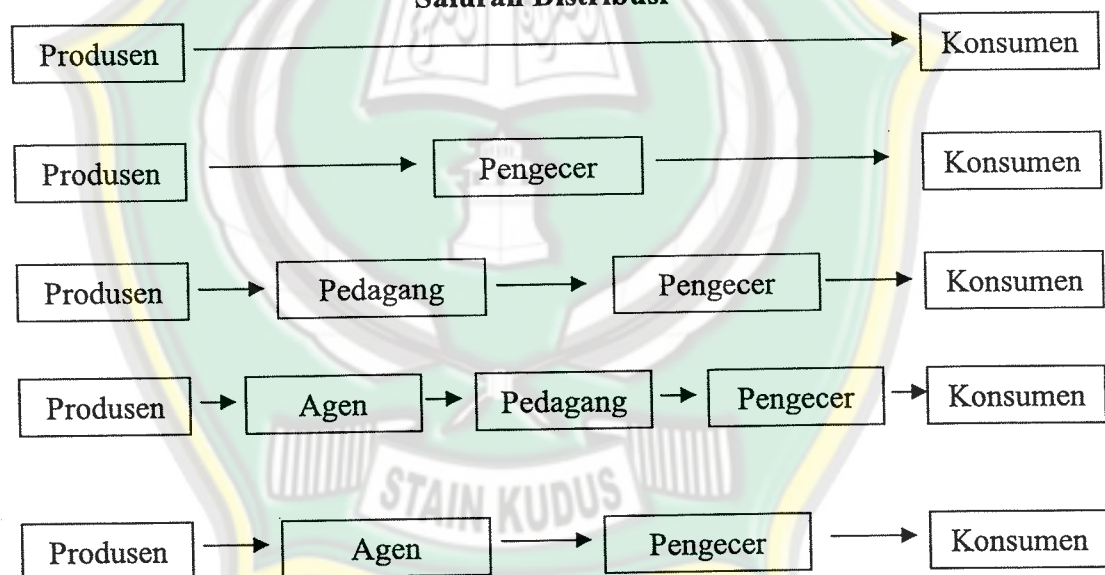 Saluran Distribusi
Produsen Konsumen
Produsen Pengecer Konsumen
Produsen Pedagang Pengecer Konsumen
Produsen Agen Pedagang Pengecer Konsumen
STAIN KUDUS
Produsen Agen Pengecer Konsumen